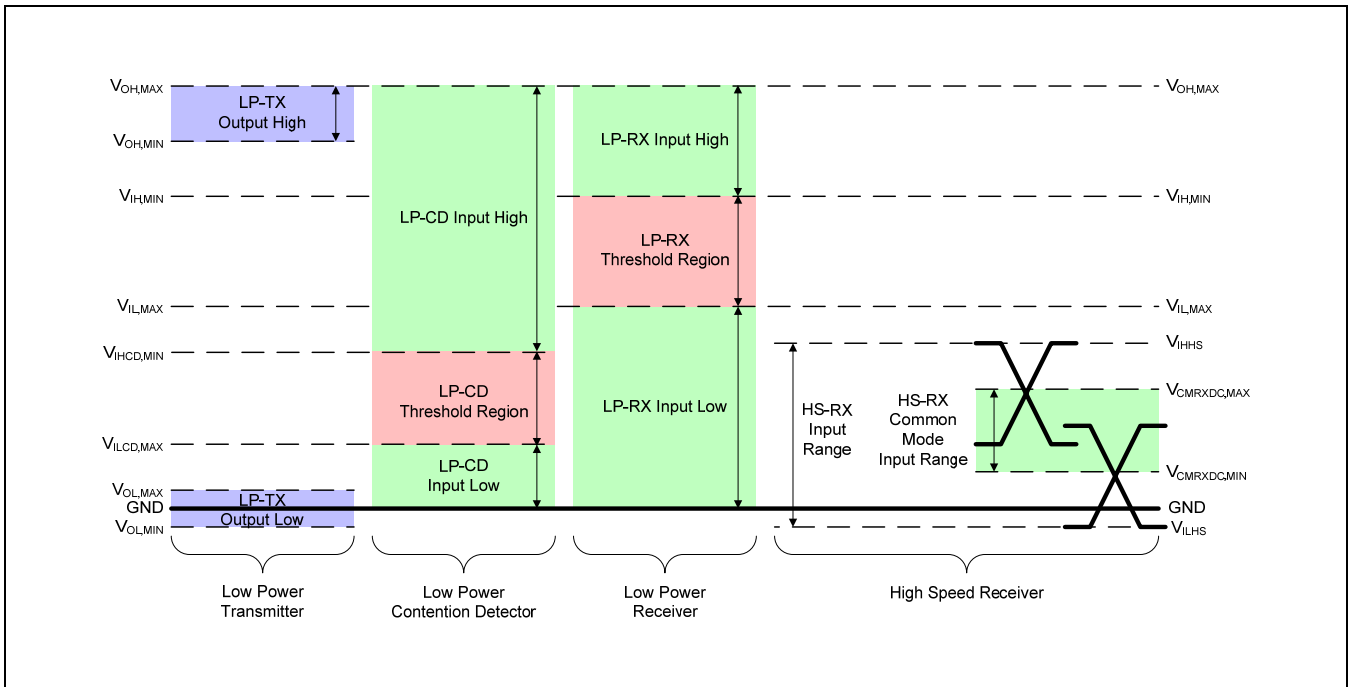 VOH,MAX
VOH,MIN
VIH,MIN
VIL,MAX
VIHCD,MIN
VILCD,MAX
VOL,MAX
GND
VOL,MIN
LP-TX
Output High
LP-TX
Output Low
LP-CD Input High
LP-CD
Threshold Region
LP-CD
Input Low
LP-RX Input High
LP-RX
Threshold Region
LP-RX Input Low
HS-RX
Input
Range
HS-RX
Common
Mode
Input Range
VOH,MAX
VIH,MIN
VIL,MAX
VIHHS
VCMRXDC,MAX
VCMRXDC,MIN
GND
VILHS
Low Power
Transmitter
Low Power
Contention Detector
Low Power
Receiver
High Speed Receiver